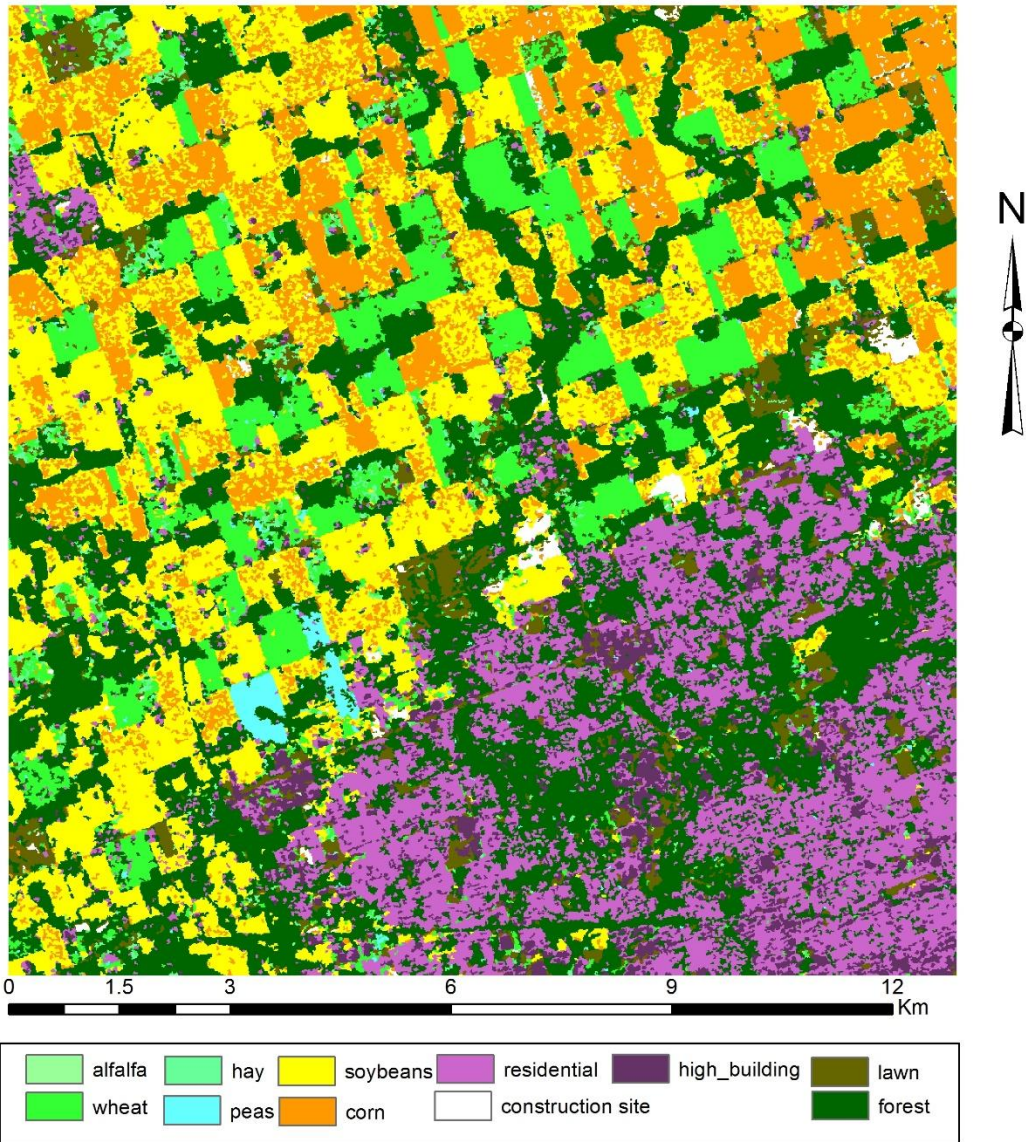 N
0 1.5 3 6 9 12
Km
alfalfa hay soybeans residential high_building lawn
wheat peas corn construction site forest